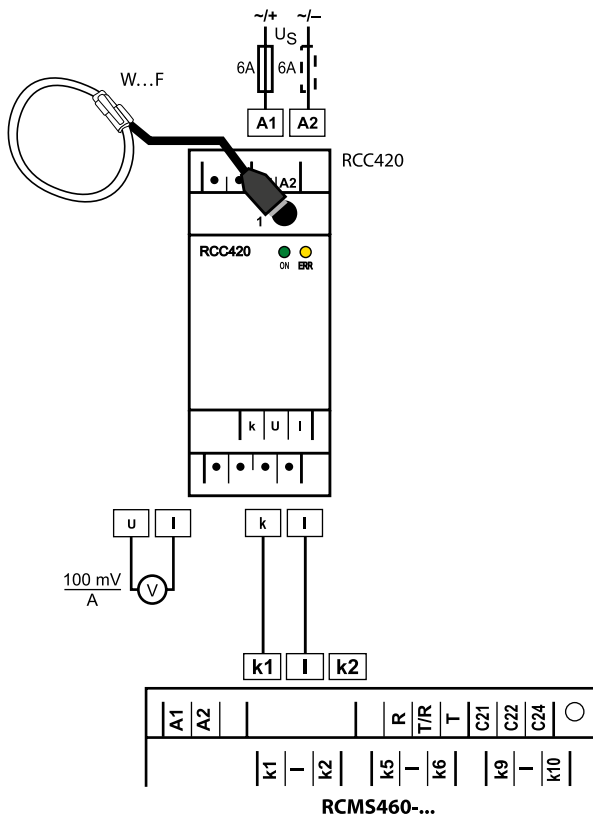 ~/+ ~/–
US
6A 6A
W...F
A1 A2
RCC420
A2
1
RCC420
ON ERR
k U l
U l k l
100 mV
A
V
k1 l k2
A1 A2 R T/R T C21 C22 C24
k1 l k2 k5 l k6 k9 l k10
RCMS460-...